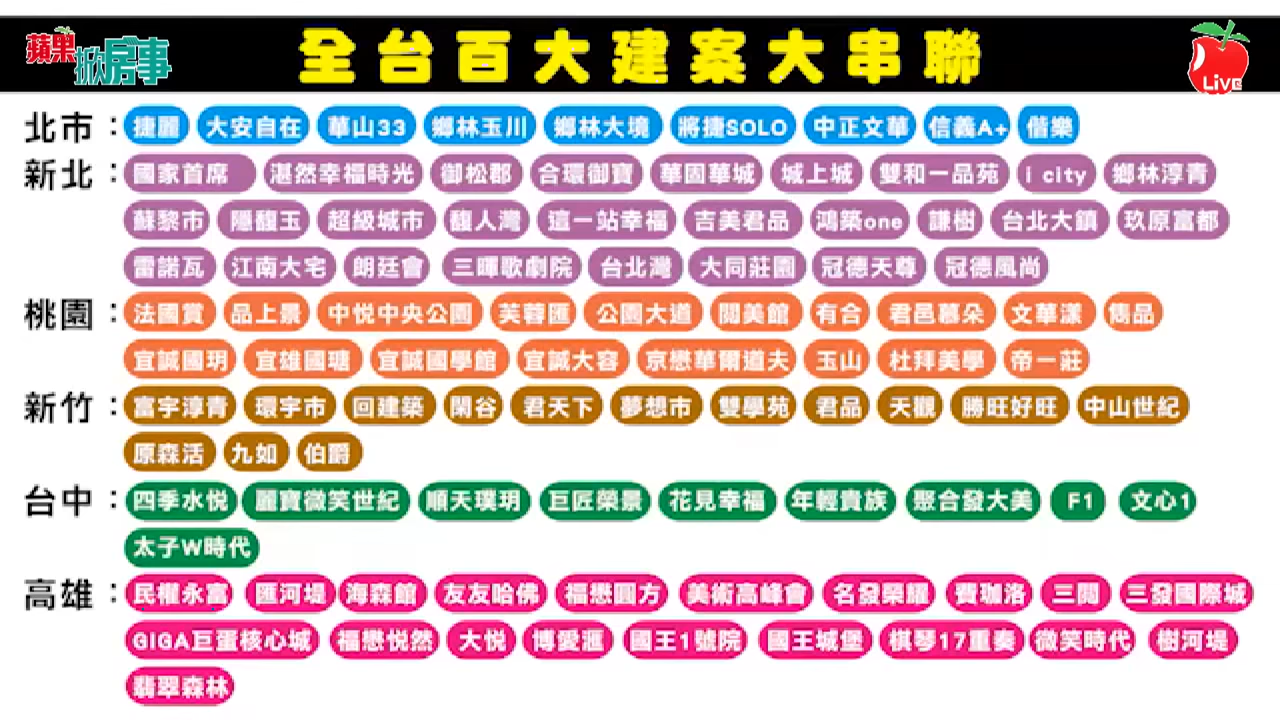 蘋果掀房事
全台百大建案大串聯
Live
北市：捷麗 大安自在 華山33 鄉林玉川 鄉林大境 將捷SOLO 中正文華 信義A+ 偕樂
新北：國家首席 湛然幸福時光 御松郡 合環御寶 華固華城 城上城 雙和一品苑 i city 鄉林淳青
蘇黎市 隱馥玉 超級城市 馥人灣 這一站幸福 吉美君品 鴻築one 謙樹 台北大鎮 玖原富都
雷諾瓦 江南大宅 朗廷會 三暉歌劇院 台北灣 大同莊園 冠德天尊 冠德風尚
桃園：法國賞 品上景 中悦中央公園 芙蓉匯 公園大道 閱美館 有合 君邑慕朵 文華漾 雋品
宜誠國玥 宜雄國瑭 宜誠國學館 宜誠大容 京懋華爾道夫 玉山 杜拜美學 帝一莊
新竹：富宇淳青 環宇市 回建築 閑谷 君天下 夢想市 雙學苑 君品 天觀 勝旺好旺 中山世紀
原森活 九如 伯爵
台中：四季水悦 麗寶微笑世紀 順天璞玥 巨匠榮景 花見幸福 年輕貴族 聚合發大美 F1 文心1
太子W時代
高雄：民權永富 匯河堤 海森館 友友哈佛 福懋圓方 美術高峰會 名發榮耀 費珈洛 三閱 三發國際城
GIGA巨蛋核心城 福懋悦然 大悦 博愛滙 國王1號院 國王城堡 棋琴17重奏 微笑時代 樹河堤
翡翠森林